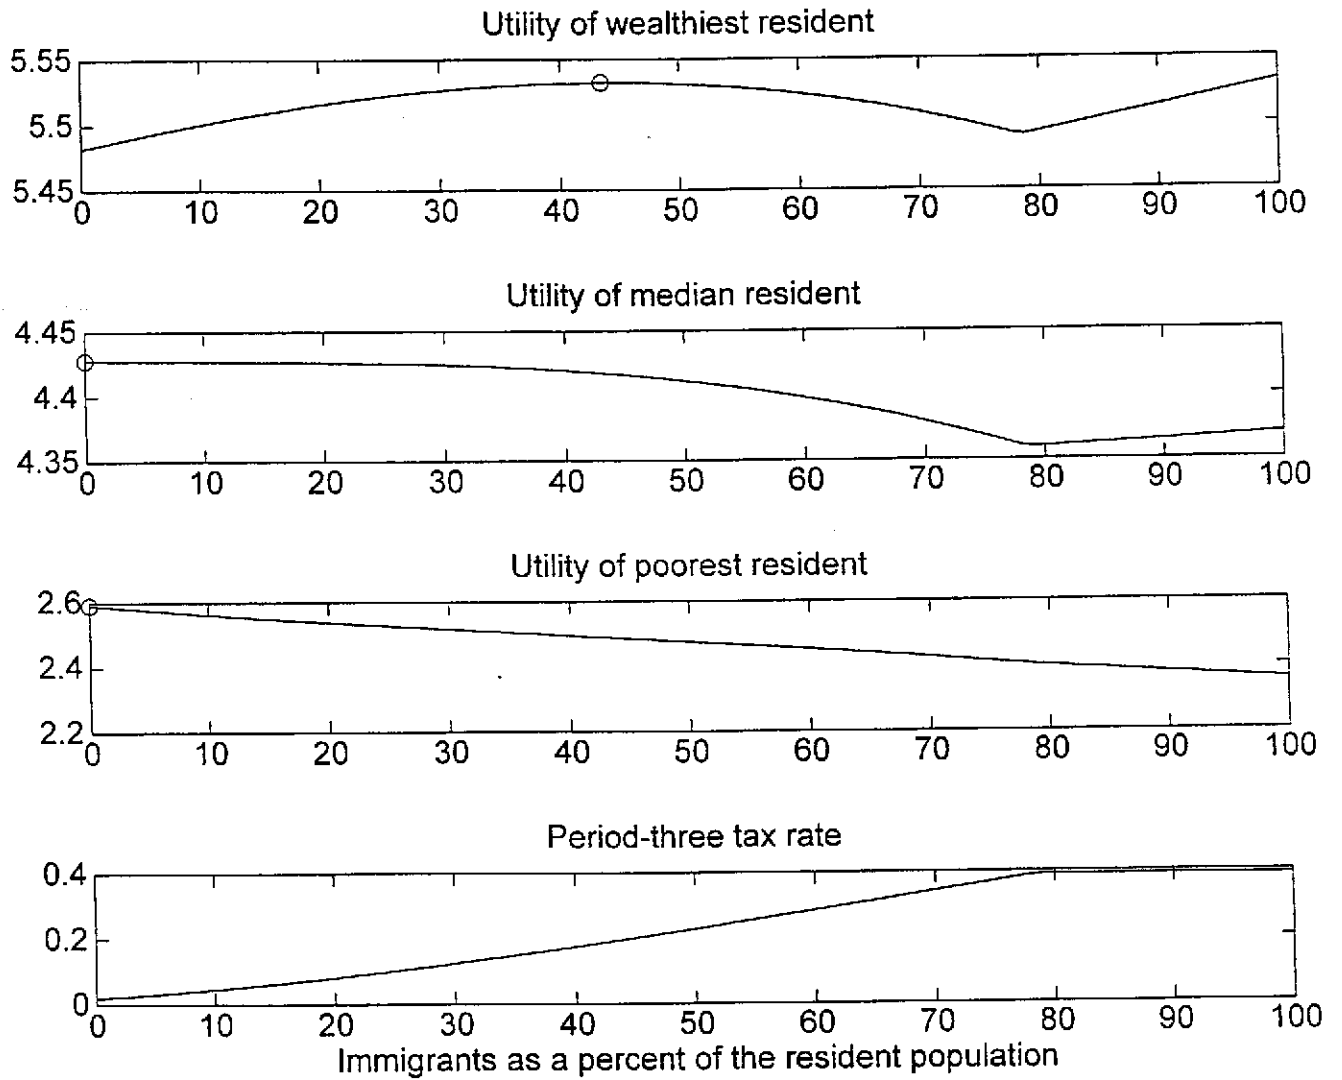 Utility of wealthiest resident
5.55
5.5
5.45
0 10 20 30 40 50 60 70 80 90 100
Utility of median resident
4.45
4.4
4.35
0 10 20 30 40 50 60 70 80 90 100
Utility of poorest resident
2.6
2.4
2.2
0 10 20 30 40 50 60 70 80 90 100
Period-three tax rate
0.4
0.2
0
0 10 20 30 40 50 60 70 80 90 100
Immigrants as a percent of the resident population